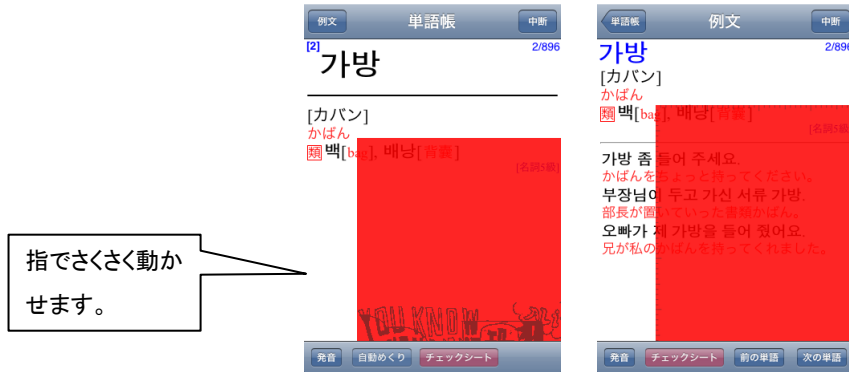 例文 単語帳 中断
[2] 가방 2/896
[カバン]
かばん
類 백[bag], 배낭[背嚢]
[名詞5級]
YOU KNOW
発音 自動めくり チェックシート
単語帳 例文 中断
가방 2/896
[カバン]
かばん
類 백[bag], 배낭[背嚢]
[名詞5級]
가방 좀 들어 주세요.
かばんをちょっと持ってください。
부장님이 두고 가신 서류 가방.
部長が置いていった書類かばん。
오빠가 제 가방을 들어 줬어요.
兄が私のかばんを持ってくれました。
発音 チェックシート 前の単語 次の単語
指でさくさく動か
せます。